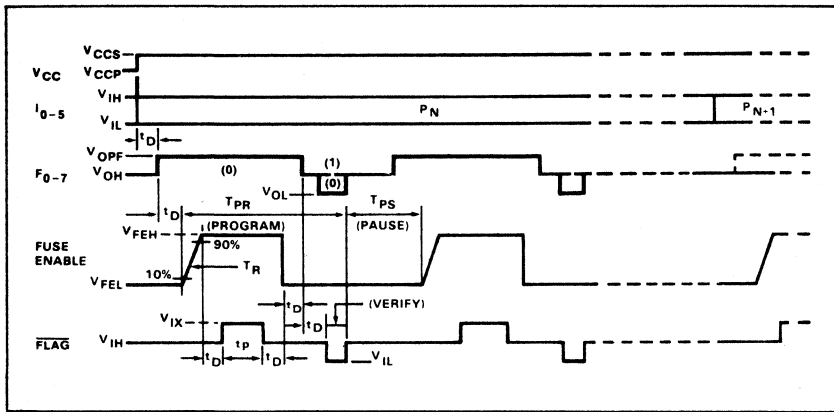 VCCS
VCC VCCP
VIH
I0-5 PN PN+1
VIL
tD
VOPF
F0-7 VOH (0) (1)
VOL (0)
tD TPR TPS
VFEH (PROGRAM) (PAUSE)
FUSE ENABLE 90%
10% TR
VFEL
tD (VERIFY)
VIX tD
FLAG VIH
tD tP tD VIL